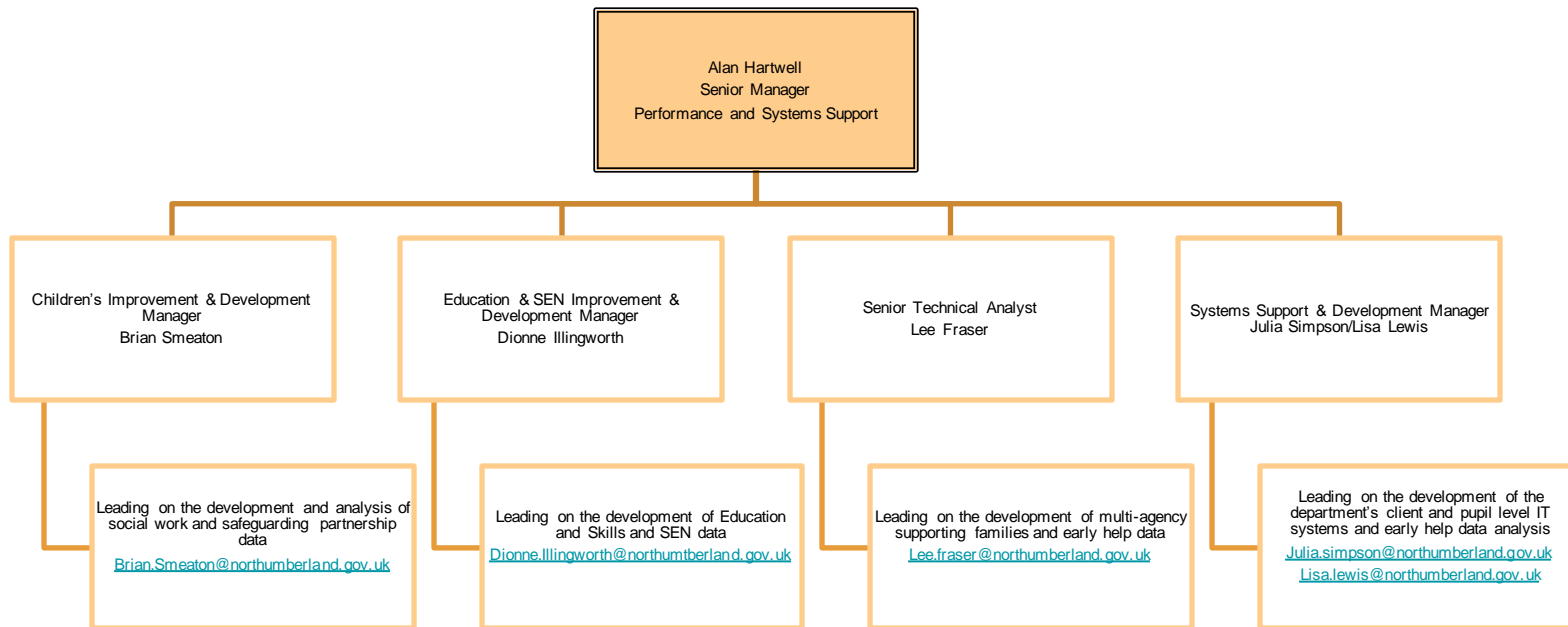 Alan Hartwell
Senior Manager
Performance and Systems Support
Children’s Improvement & Development
Manager
Brian Smeaton
Education & SEN Improvement &
Development Manager
Dionne Illingworth
Senior Technical Analyst
Lee Fraser
Systems Support & Development Manager
Julia Simpson/Lisa Lewis
Leading on the development and analysis of
social work and safeguarding partnership
data
Brian.Smeaton@northumberland.gov.uk
Leading on the development of Education
and Skills and SEN data
Dionne.Illingworth@northumtberland.gov.uk
Leading on the development of multi-agency
supporting families and early help data
Lee.fraser@northumberland.gov.uk
Leading on the development of the
department’s client and pupil level IT
systems and early help data analysis
Julia.simpson@northumberland.gov.uk
Lisa.lewis@northumberland.gov.uk